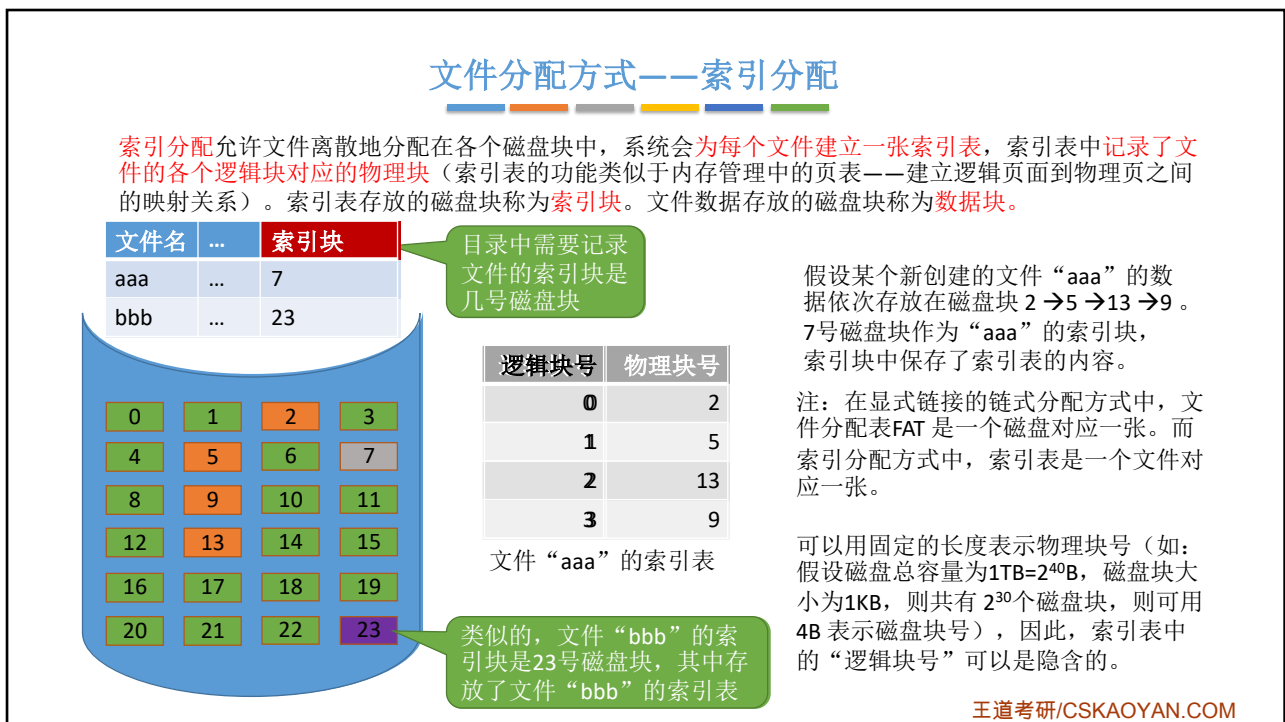 文件分配方式——索引分配
索引分配允许文件离散地分配在各个磁盘块中，系统会为每个文件建立一张索引表，索引表中记录了文
件的各个逻辑块对应的物理块（索引表的功能类似于内存管理中的页表——建立逻辑页面到物理页之间
的映射关系）。索引表存放的磁盘块称为索引块。文件数据存放的磁盘块称为数据块。
文件名 ... 索引块
aaa ... 7
bbb ... 23
目录中需要记录
文件的索引块是
几号磁盘块
0 1 2 3
4 5 6 7
8 9 10 11
12 13 14 15
16 17 18 19
20 21 22 23
逻辑块号 物理块号
0 2
1 5
2 13
3 9
文件“aaa”的索引表
类似的，文件“bbb”的索
引块是23号磁盘块，其中存
放了文件“bbb”的索引表
假设某个新创建的文件“aaa”的数
据依次存放在磁盘块 2 →5 →13 →9 。
7号磁盘块作为“aaa”的索引块，
索引块中保存了索引表的内容。
注：在显式链接的链式分配方式中，文
件分配表FAT 是一个磁盘对应一张。而
索引分配方式中，索引表是一个文件对
应一张。
可以用固定的长度表示物理块号（如：
假设磁盘总容量为1TB=2⁴⁰B，磁盘块大
小为1KB，则共有 2³⁰个磁盘块，则可用
4B 表示磁盘块号），因此，索引表中
的“逻辑块号”可以是隐含的。
王道考研/CSKAOYAN.COM